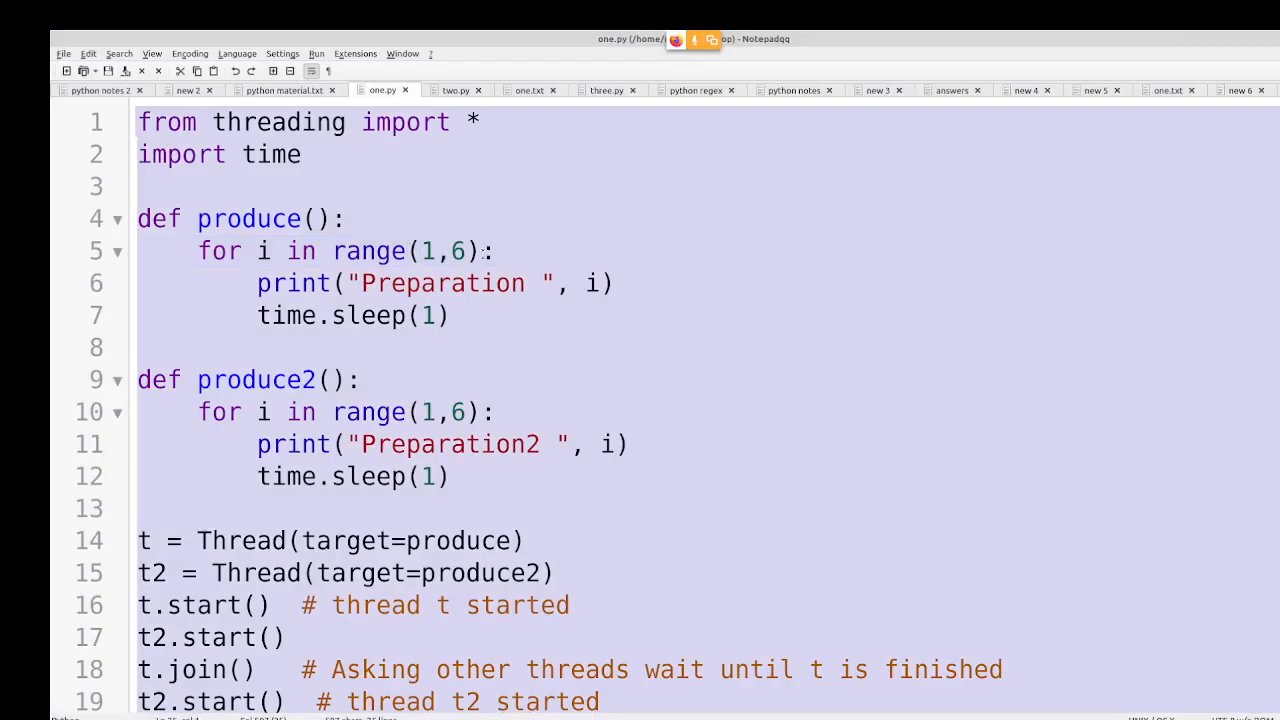 one.py (/home/ op) - Notepadqq
File Edit Search View Encoding Language Settings Run Extensions Window ?
python notes 2 new 2 python material.txt one.py two.py one.txt three.py python regex python notes new 3 answers new 4 new 5 one.txt new 6
1 from threading import *
2 import time
3
4 def produce():
5 for i in range(1,6):
6 print("Preparation ", i)
7 time.sleep(1)
8
9 def produce2():
10 for i in range(1,6):
11 print("Preparation2 ", i)
12 time.sleep(1)
13
14 t = Thread(target=produce)
15 t2 = Thread(target=produce2)
16 t.start() # thread t started
17 t2.start()
18 t.join() # Asking other threads wait until t is finished
19 t2.start() # thread t2 started